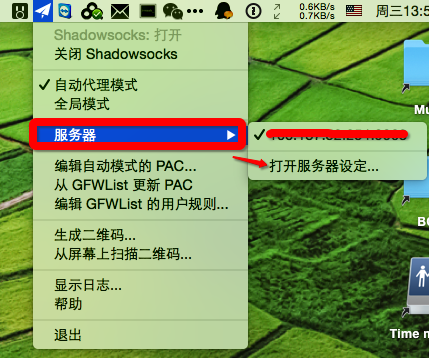 0.6KB/s
0.7KB/s
周三13:5
Shadowsocks: 打开
关闭 Shadowsocks
✓ 自动代理模式
全局模式
服务器
打开服务器设定...
编辑自动模式的 PAC...
从 GFWList 更新 PAC
编辑 GFWList 的用户规则...
生成二维码...
从屏幕上扫描二维码...
显示日志...
帮助
退出
Mu
Time m